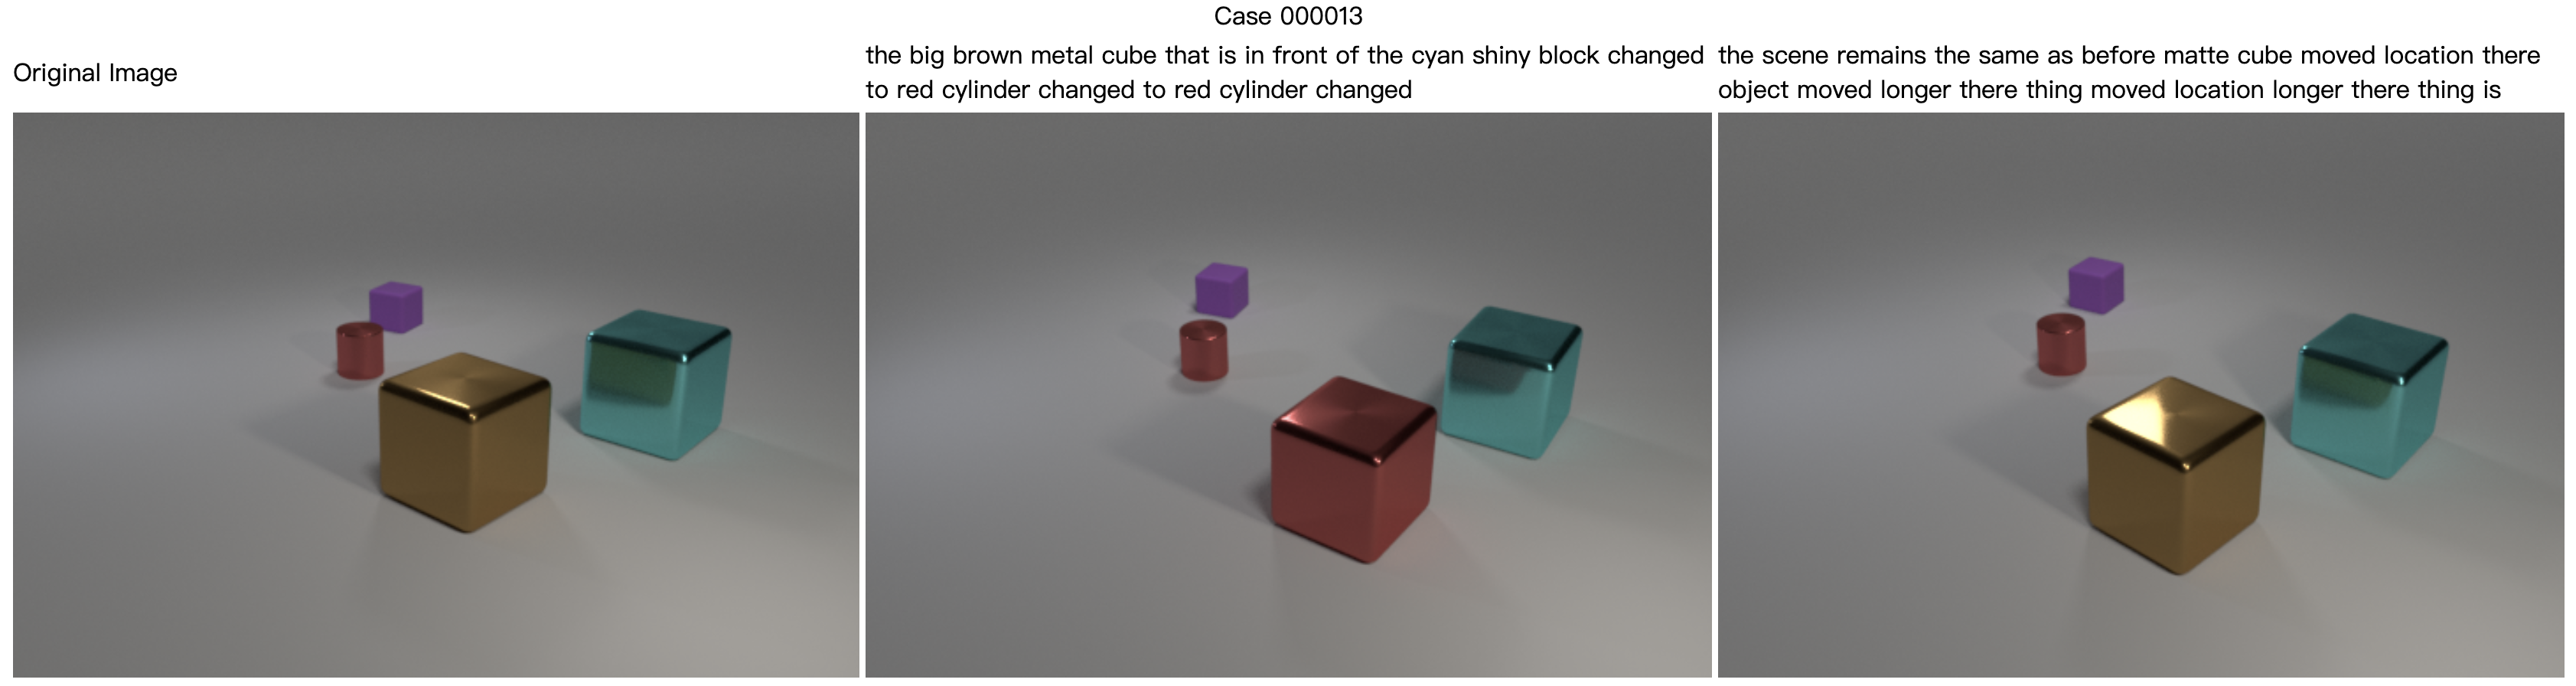 Case 000013
Original Image
the big brown metal cube that is in front of the cyan shiny block changed
to red cylinder changed to red cylinder changed
the scene remains the same as before matte cube moved location there
object moved longer there thing moved location longer there thing is